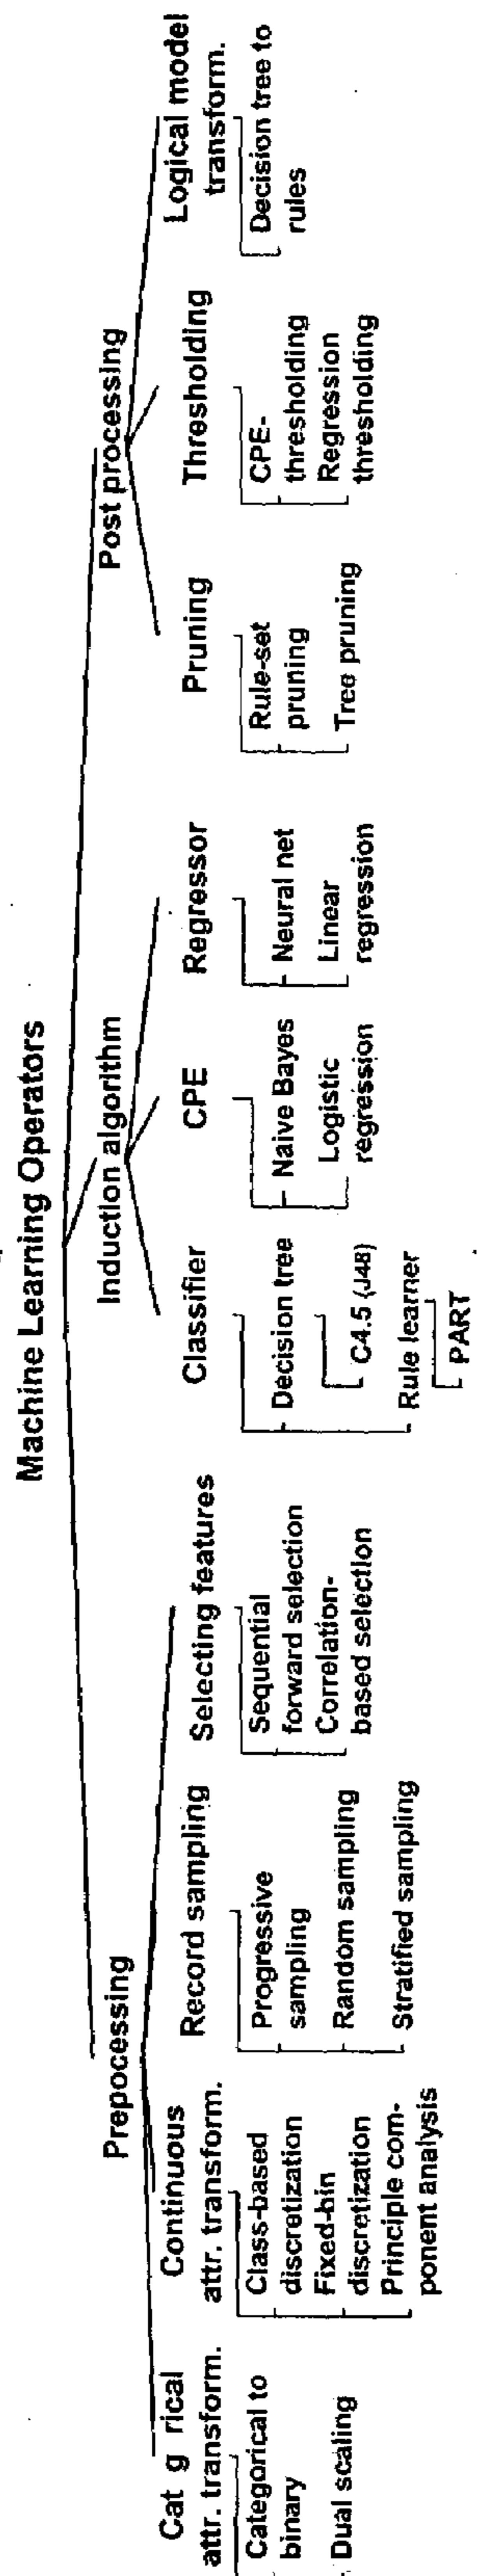 Machine Learning Operators
Prepocessing
Cat g rical
attr. transform.
Categorical to
binary
Dual scaling
Continuous
attr. transform.
Class-based
discretization
Fixed-bin
discretization
Principle com-
ponent analysis
Record sampling
Progressive
sampling
Random sampling
Stratified sampling
Selecting features
Sequential
forward selection
Correlation-
based selection
Induction algorithm
Classifier
Decision tree
C4.5 (J48)
Rule learner
PART
CPE
Naive Bayes
Logistic
regression
Regressor
Neural net
Linear
regression
Post processing
Pruning
Rule-set
pruning
Tree pruning
Thresholding
CPE-
thresholding
Regression
thresholding
Logical model
transform.
Decision tree to
rules